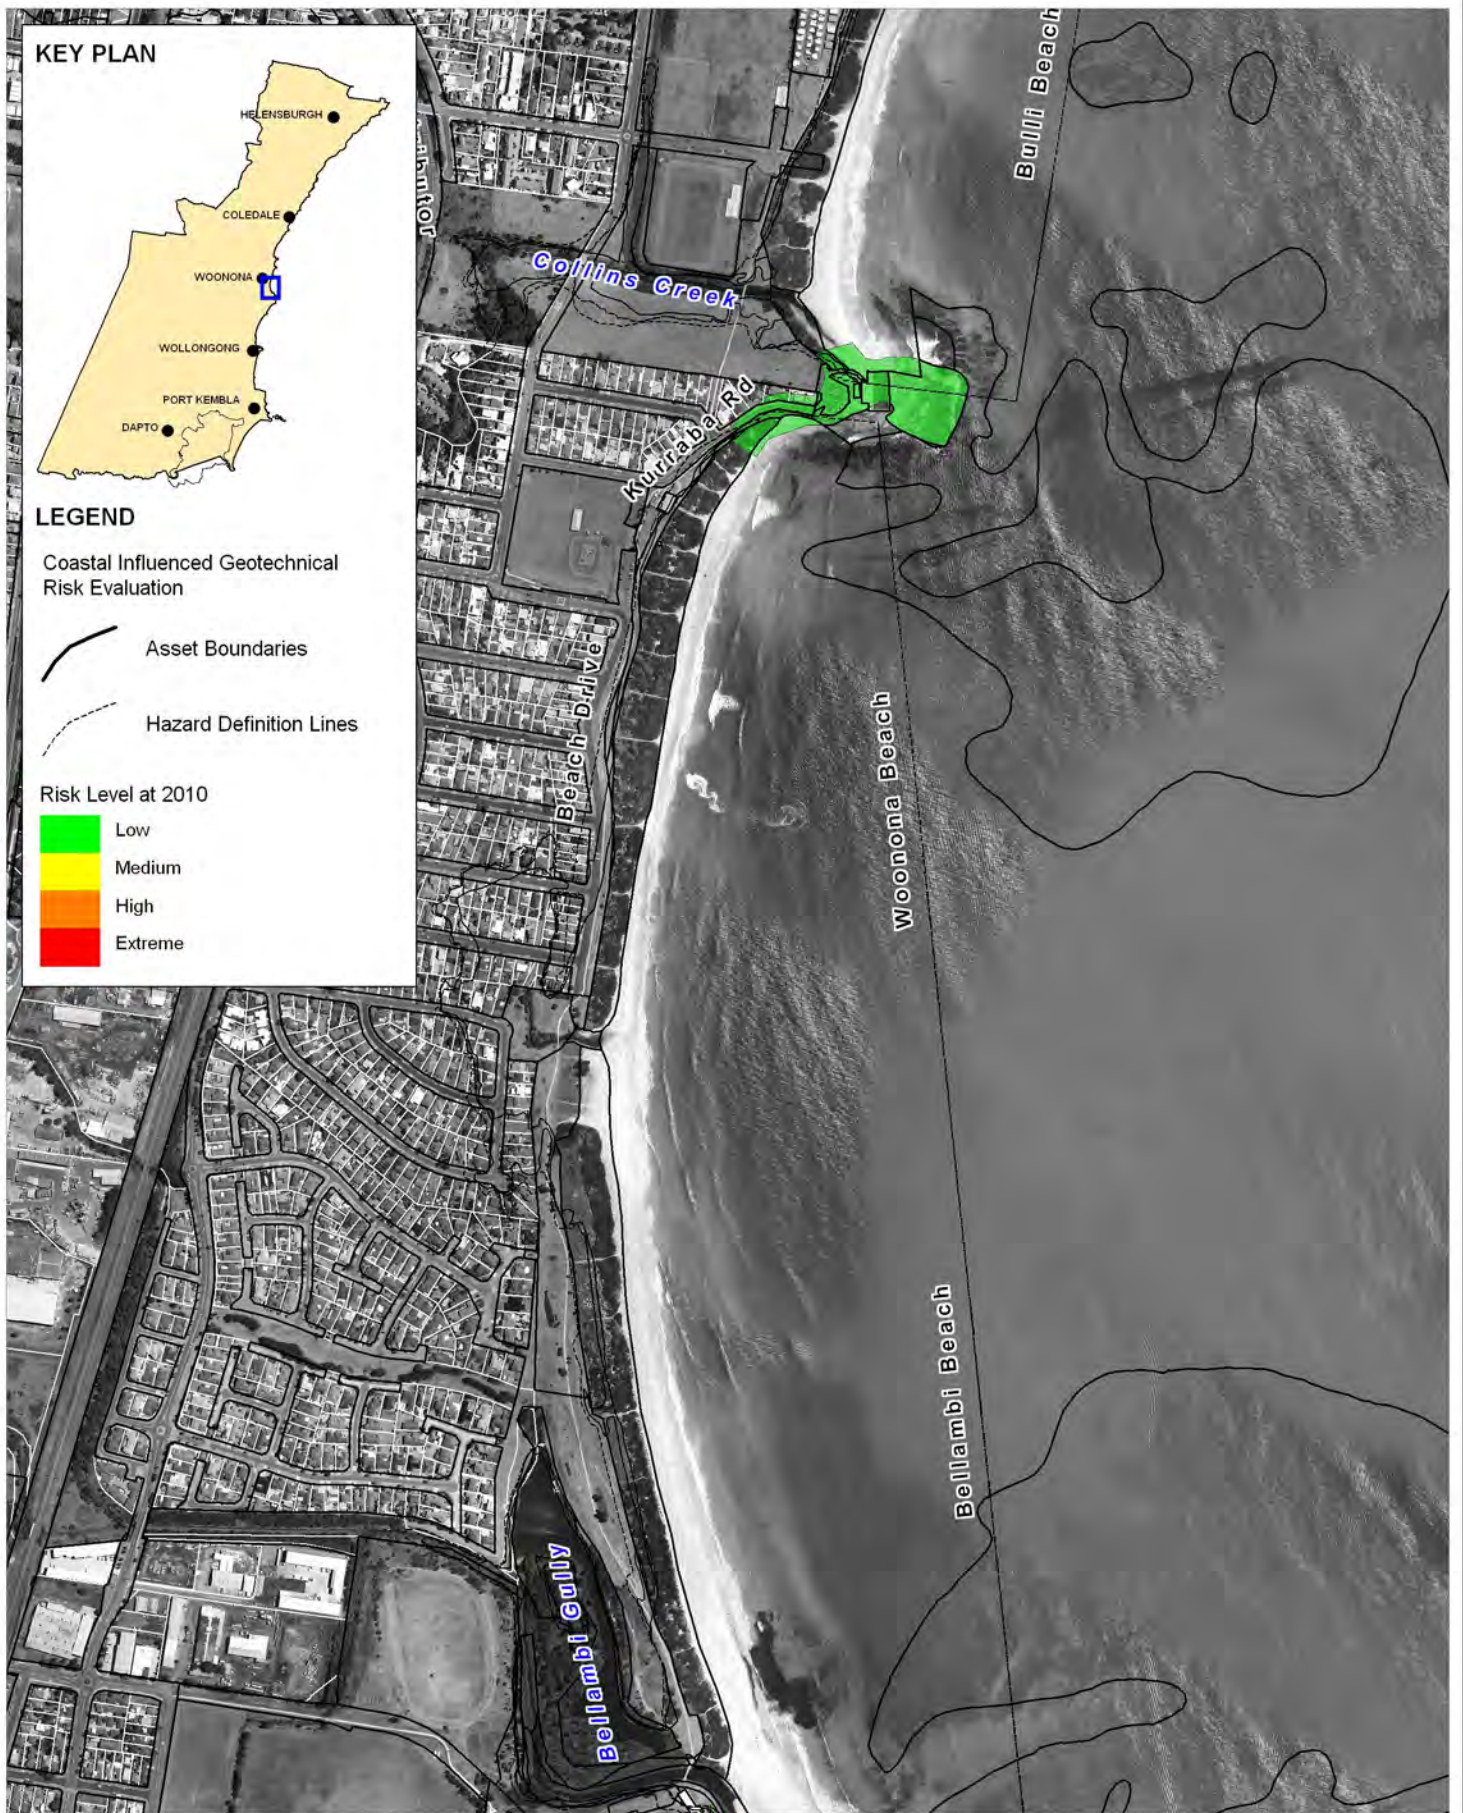 KEY PLAN
HELENSBURGH
COLEDALE
WOONONA
WOLLONGONG
PORT KEMBLA
DAPTO
LEGEND
Coastal Influenced Geotechnical
Risk Evaluation
Asset Boundaries
Hazard Definition Lines
Risk Level at 2010
Low
Medium
High
Extreme
Bulli Beach
Collins Creek
Kurraba Rd
Beach Drive
Woonona Beach
Bellambi Beach
Bellambi Gully